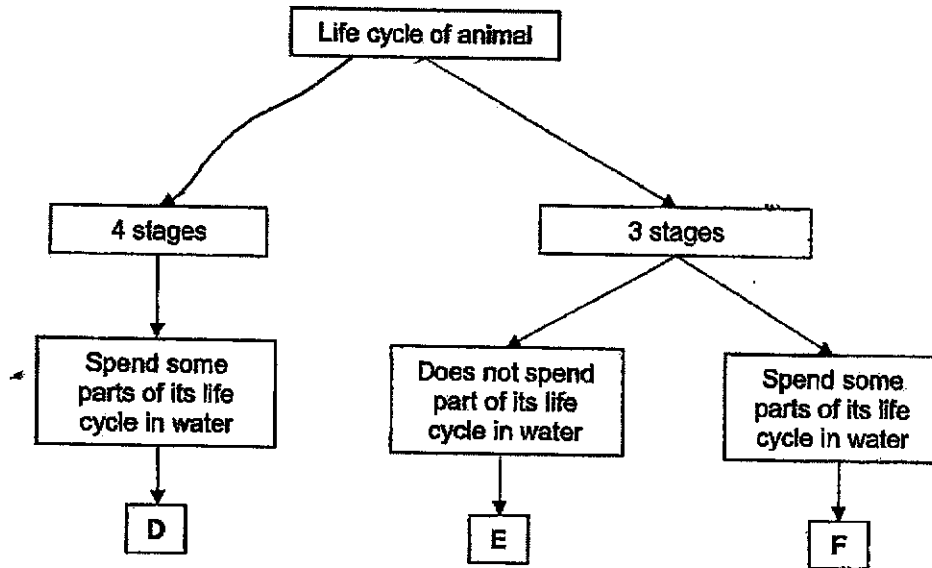 Life cycle of animal
4 stages
3 stages
Spend some
parts of its life
cycle in water
Does not spend
part of its life
cycle in water
Spend some
parts of its life
cycle in water
D
E
F